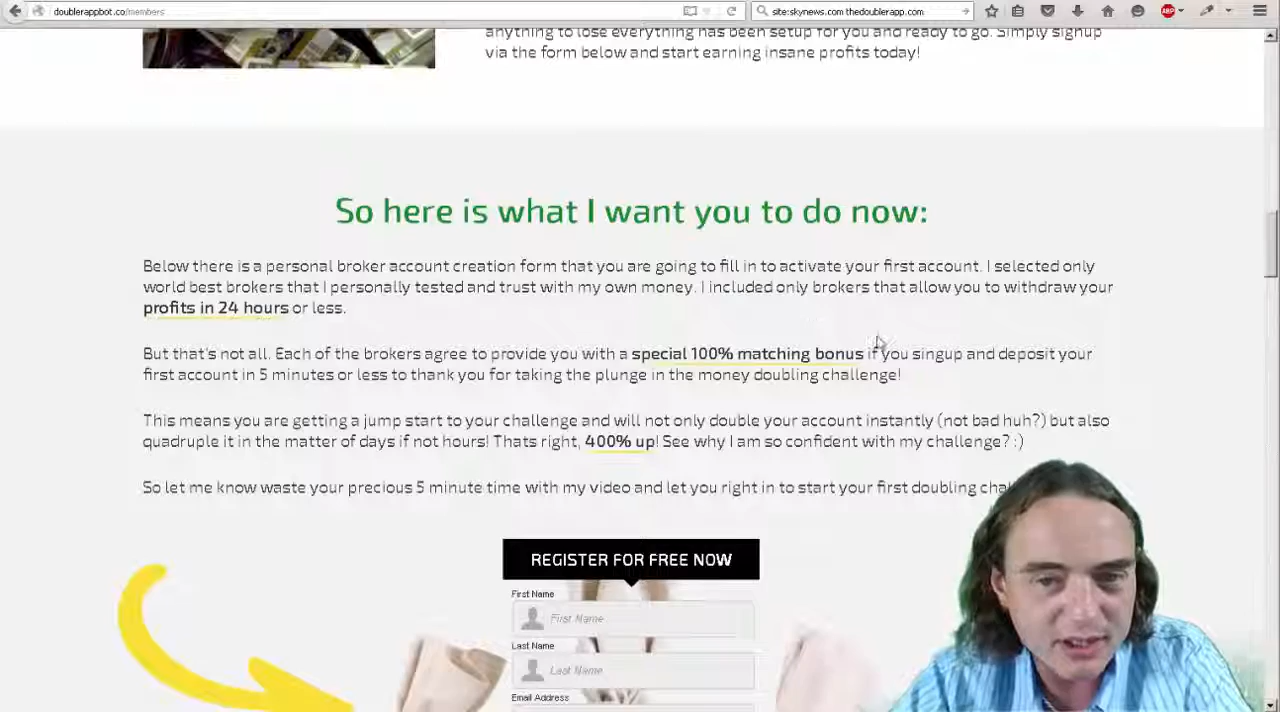 doublerappbot.co/members
site:skynews.com thedoublerapp.com
ABP
anything to lose everything has been setup for you and ready to go. Simply signup
via the form below and start earning insane profits today!
So here is what I want you to do now:
Below there is a personal broker account creation form that you are going to fill in to activate your first account. I selected only
world best brokers that I personally tested and trust with my own money. I included only brokers that allow you to withdraw your
profits in 24 hours or less.
But that's not all. Each of the brokers agree to provide you with a special 100% matching bonus if you singup and deposit your
first account in 5 minutes or less to thank you for taking the plunge in the money doubling challenge!
This means you are getting a jump start to your challenge and will not only double your account instantly (not bad huh?) but also
quadruple it in the matter of days if not hours! Thats right, 400% up! See why I am so confident with my challenge? :)
So let me know waste your precious 5 minute time with my video and let you right in to start your first doubling
REGISTER FOR FREE NOW
First Name
First Name
Last Name
Last Name
Email Address